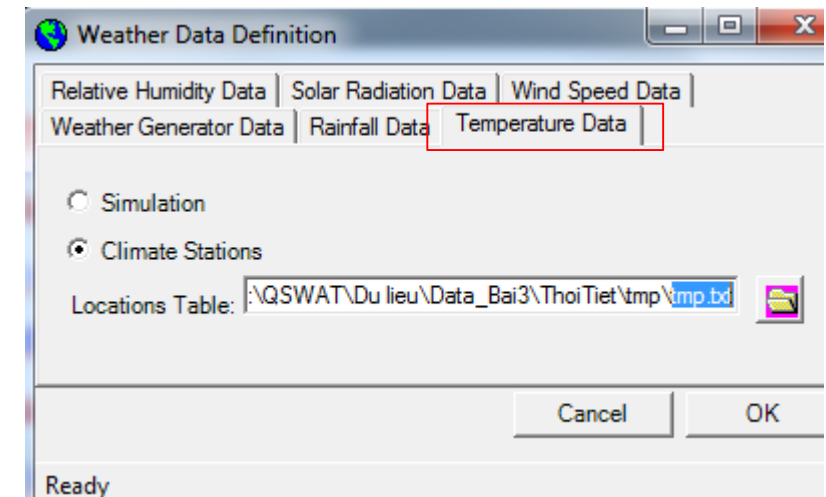 Weather Data Definition
Relative Humidity Data Solar Radiation Data Wind Speed Data
Weather Generator Data Rainfall Data Temperature Data
Simulation
Climate Stations
Locations Table: :\QSWAT\Du lieu\Data_Bai3\ThoiTiet\tmp\tmp.txt
Cancel OK
Ready